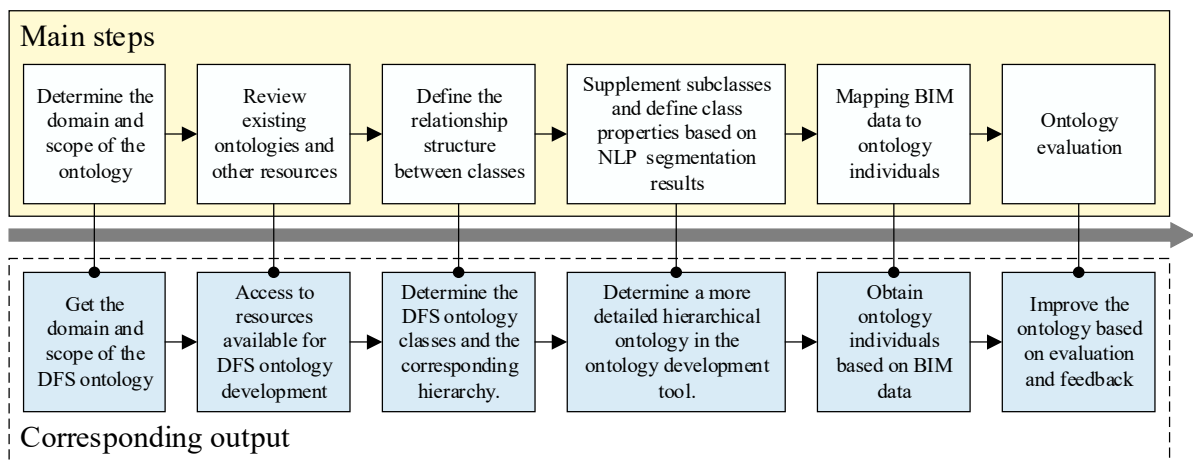 Main steps
Determine the
domain and
scope of the
ontology
Review
existing
ontologies and
other resources
Define the
relationship
structure
between classes
Supplement subclasses
and define class
properties based on
NLP segmentation
results
Mapping BIM
data to
ontology
individuals
Ontology
evaluation
Get the
domain and
scope of the
DFS ontology
Access to
resources
available for
DFS ontology
development
Determine the
DFS ontology
classes and the
corresponding
hierarchy.
Determine a more
detailed hierarchical
ontology in the
ontology development
tool.
Obtain
ontology
individuals
based on BIM
data
Improve the
ontology based
on evaluation
and feedback
Corresponding output